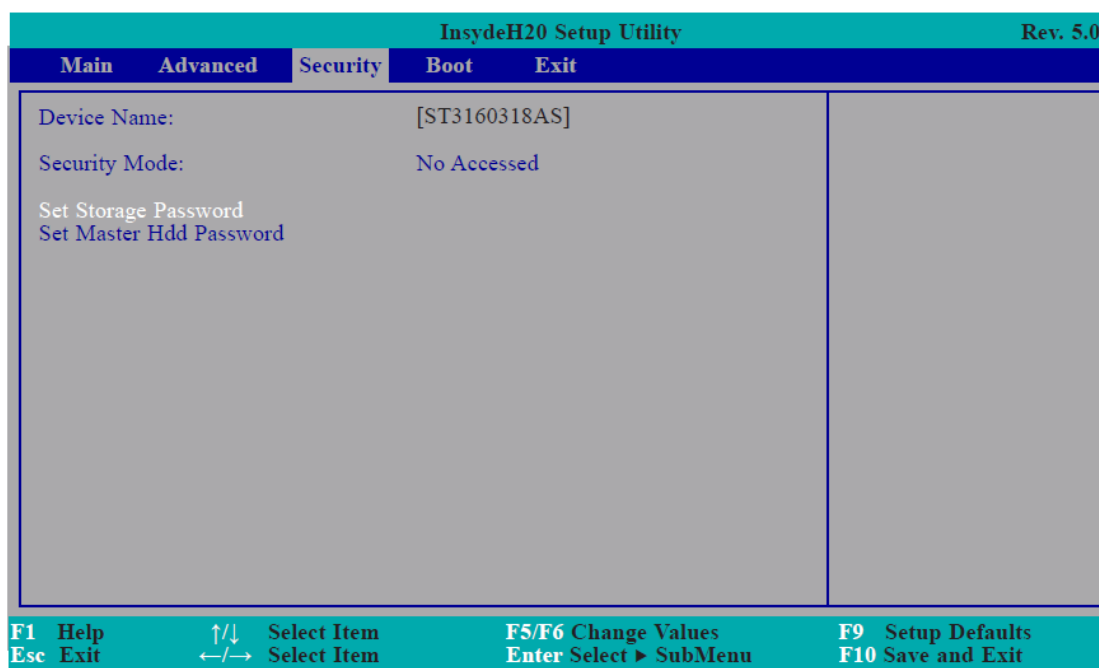 InsydeH20 Setup Utility Rev. 5.0
Main Advanced Security Boot Exit
Device Name: [ST3160318AS]
Security Mode: No Accessed
Set Storage Password
Set Master Hdd Password
F1 Help ↑/↓ Select Item F5/F6 Change Values F9 Setup Defaults
Esc Exit ←/→ Select Item Enter Select ▶ SubMenu F10 Save and Exit